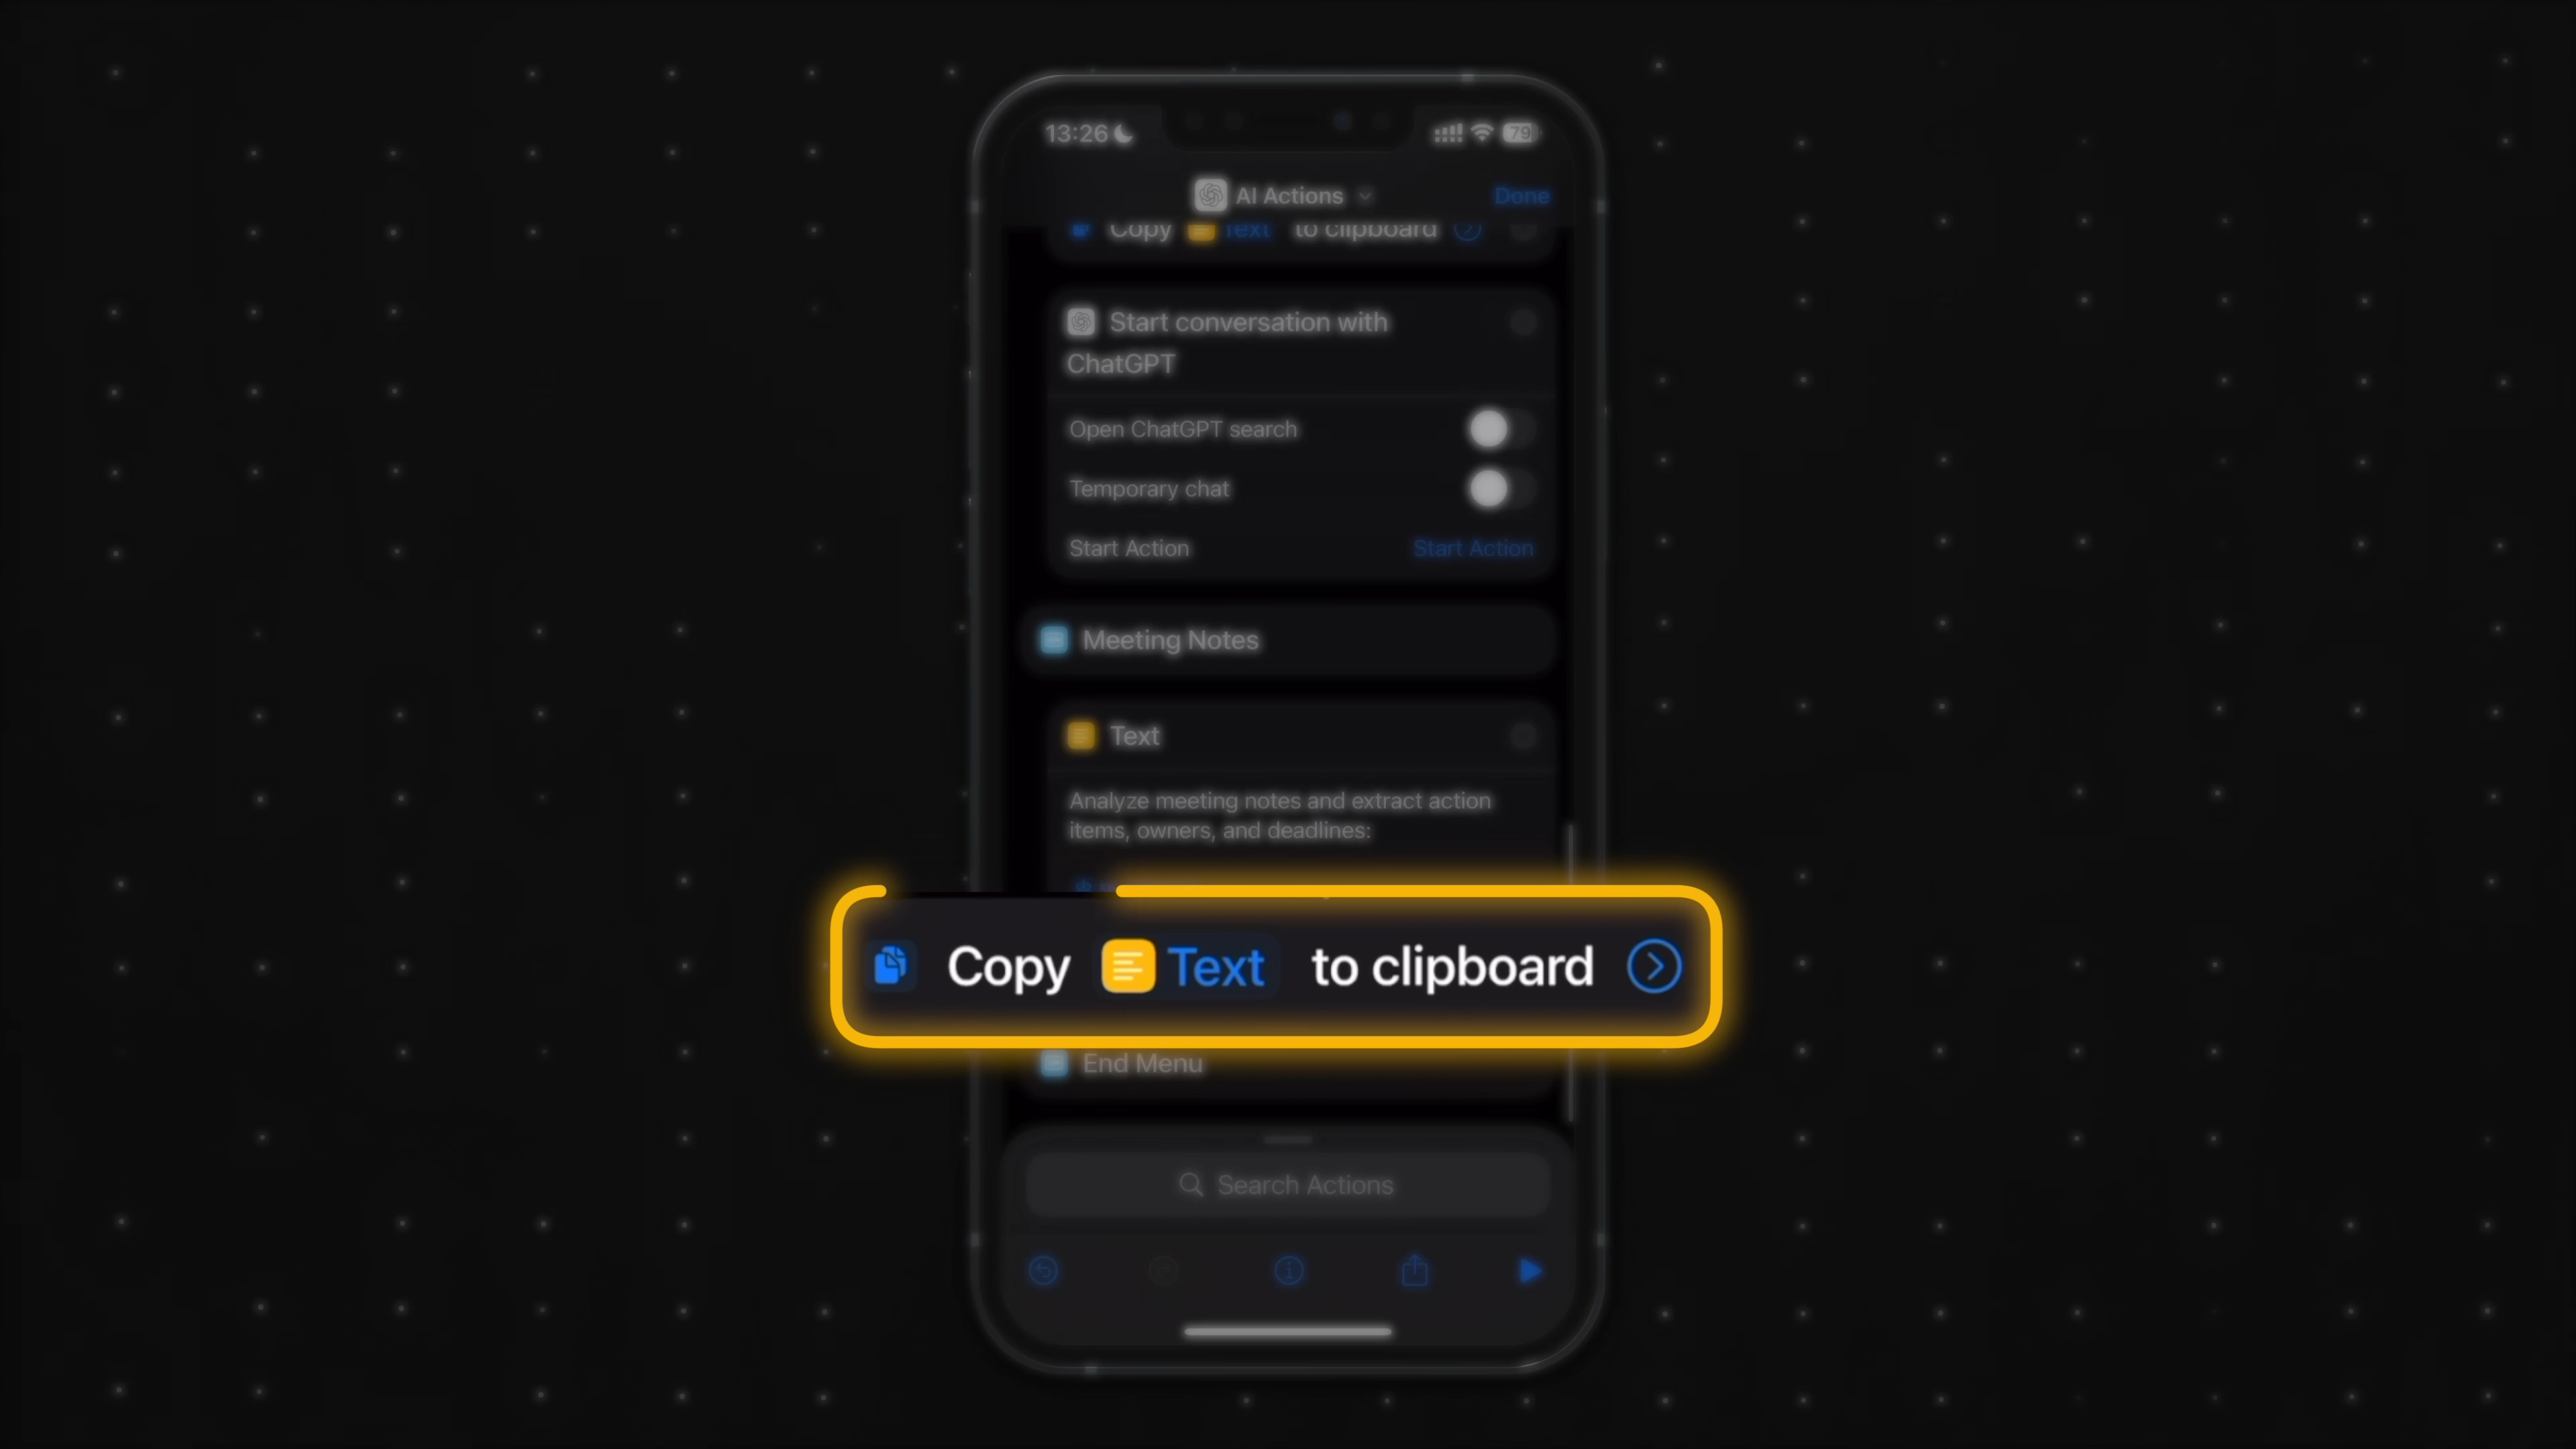 13:26
79
AI Actions
Done
Copy Text to clipboard
Start conversation with
ChatGPT
Open ChatGPT search
Temporary chat
Start Action Start Action
Meeting Notes
Text
Analyze meeting notes and extract action
items, owners, and deadlines:
Copy Text to clipboard
End Menu
Search Actions